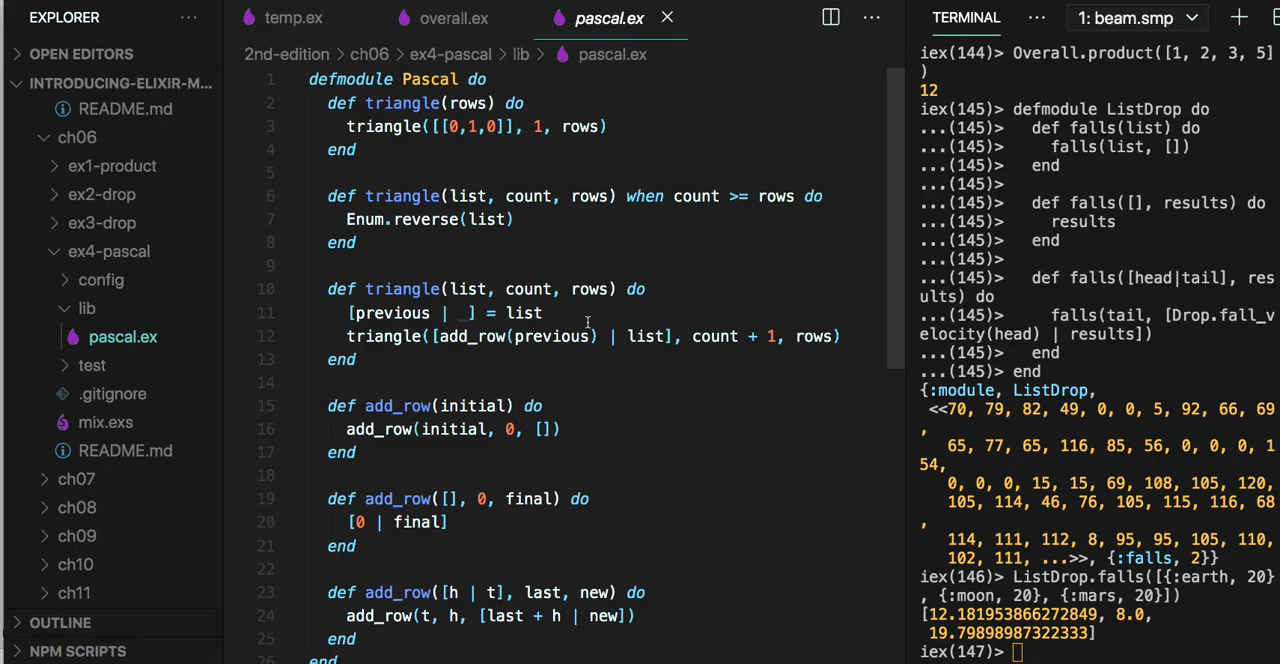 EXPLORER
OPEN EDITORS
INTRODUCING-ELIXIR-M...
README.md
ch06
ex1-product
ex2-drop
ex3-drop
ex4-pascal
config
lib
pascal.ex
test
.gitignore
mix.exs
README.md
ch07
ch08
ch09
ch10
ch11
OUTLINE
NPM SCRIPTS
temp.ex
overall.ex
pascal.ex
2nd-edition > ch06 > ex4-pascal > lib > pascal.ex
1 defmodule Pascal do
2 def triangle(rows) do
3 triangle([[0,1,0]], 1, rows)
4 end
5
6 def triangle(list, count, rows) when count >= rows do
7 Enum.reverse(list)
8 end
9
10 def triangle(list, count, rows) do
11 [previous | _] = list
12 triangle([add_row(previous) | list], count + 1, rows)
13 end
14
15 def add_row(initial) do
16 add_row(initial, 0, [])
17 end
18
19 def add_row([], 0, final) do
20 [0 | final]
21 end
22
23 def add_row([h | t], last, new) do
24 add_row(t, h, [last + h | new])
25 end
26 end
TERMINAL
1: beam.smp
iex(144)> Overall.product([1, 2, 3, 5]
)
12
iex(145)> defmodule ListDrop do
...(145)> def falls(list) do
...(145)> falls(list, [])
...(145)> end
...(145)>
...(145)> def falls([], results) do
...(145)> results
...(145)> end
...(145)>
...(145)> def falls([head|tail], res
ults) do
...(145)> falls(tail, [Drop.fall_v
elocity(head) | results])
...(145)> end
...(145)> end
{:module, ListDrop,
<<70, 79, 82, 49, 0, 0, 5, 92, 66, 69
,
65, 77, 65, 116, 85, 56, 0, 0, 0, 1
54,
0, 0, 0, 15, 15, 69, 108, 105, 120,
105, 114, 46, 76, 105, 115, 116, 68
,
114, 111, 112, 8, 95, 95, 105, 110,
102, 111, ...>>, {:falls, 2}}
iex(146)> ListDrop.falls([{:earth, 20}
, {:moon, 20}, {:mars, 20}])
[12.181953866272849, 8.0,
19.79898987322333]
iex(147)>